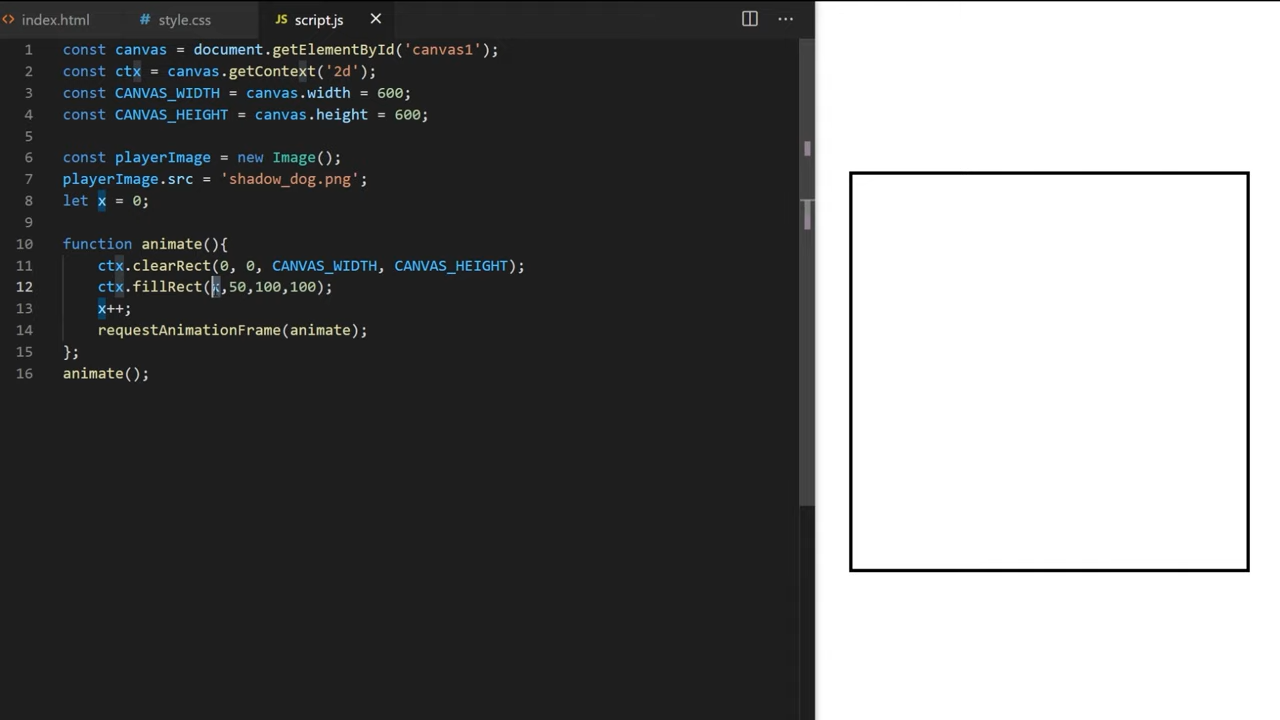 <> index.html # style.css JS script.js × ···
1 const canvas = document.getElementById('canvas1');
2 const ctx = canvas.getContext('2d');
3 const CANVAS_WIDTH = canvas.width = 600;
4 const CANVAS_HEIGHT = canvas.height = 600;
5
6 const playerImage = new Image();
7 playerImage.src = 'shadow_dog.png';
8 let x = 0;
9
10 function animate(){
11 ctx.clearRect(0, 0, CANVAS_WIDTH, CANVAS_HEIGHT);
12 ctx.fillRect(x,50,100,100);
13 x++;
14 requestAnimationFrame(animate);
15 };
16 animate();